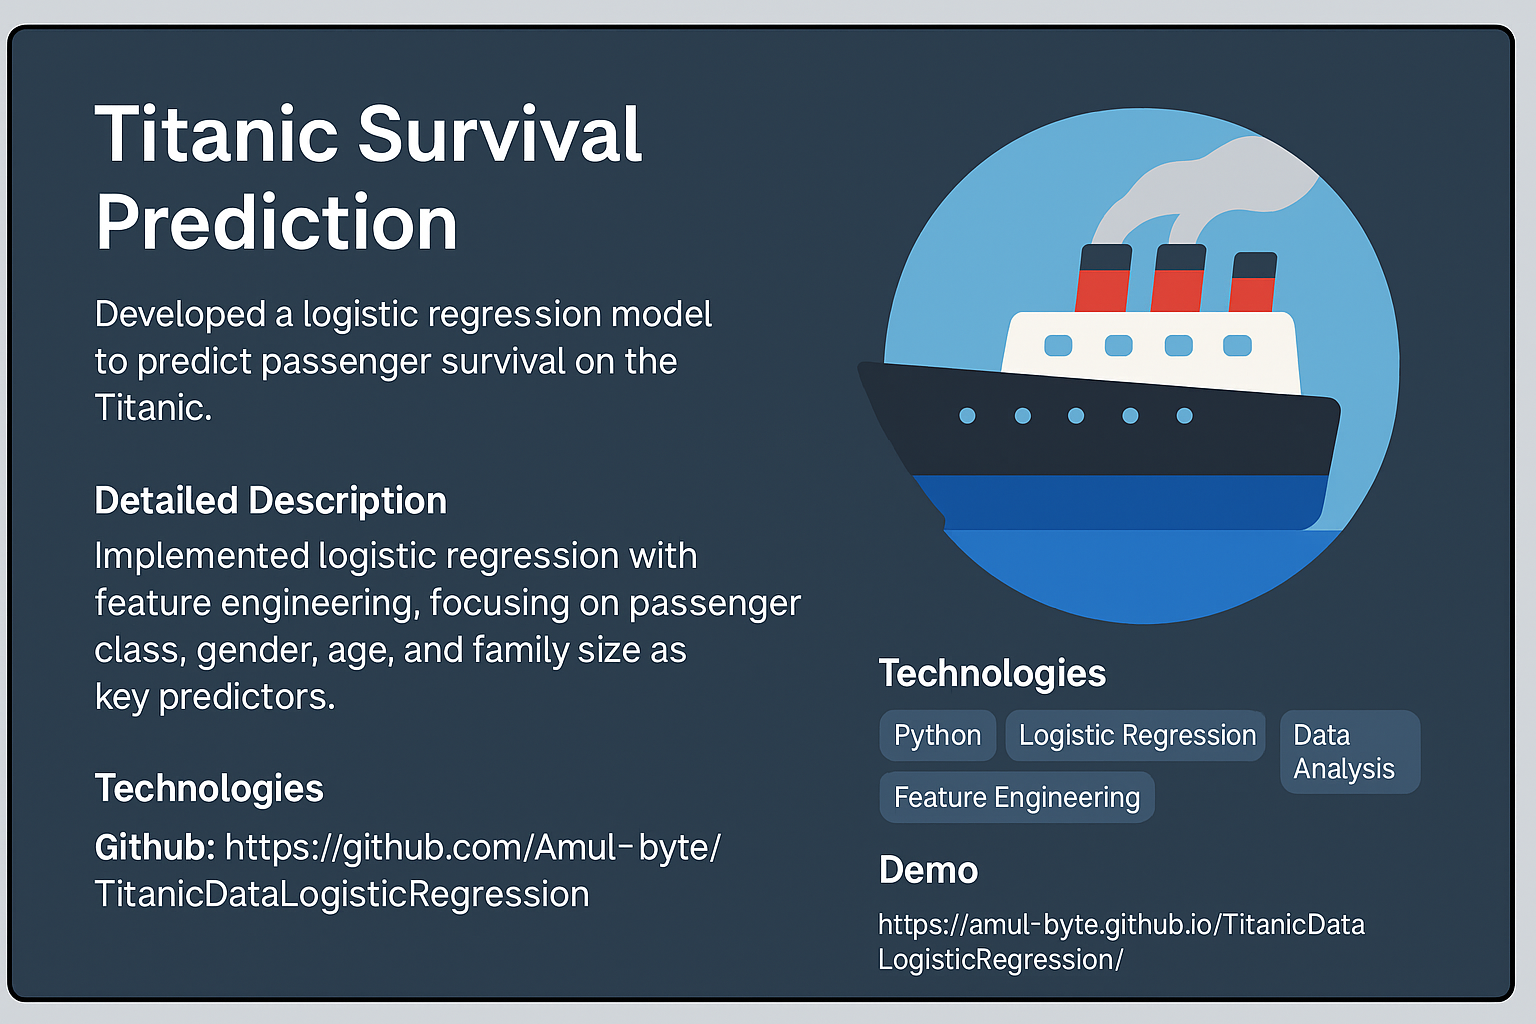 Titanic Survival
Prediction
Developed a logistic regression model
to predict passenger survival on the
Titanic.
Detailed Description
Implemented logistic regression with
feature engineering, focusing on passenger
class, gender, age, and family size as
key predictors.
Technologies
Github: https://github.com/Amul-byte/
TitanicDataLogisticRegression
Technologies
Python
Logistic Regression
Data
Analysis
Feature Engineering
Demo
https://amul-byte.github.io/TitanicData
LogisticRegression/